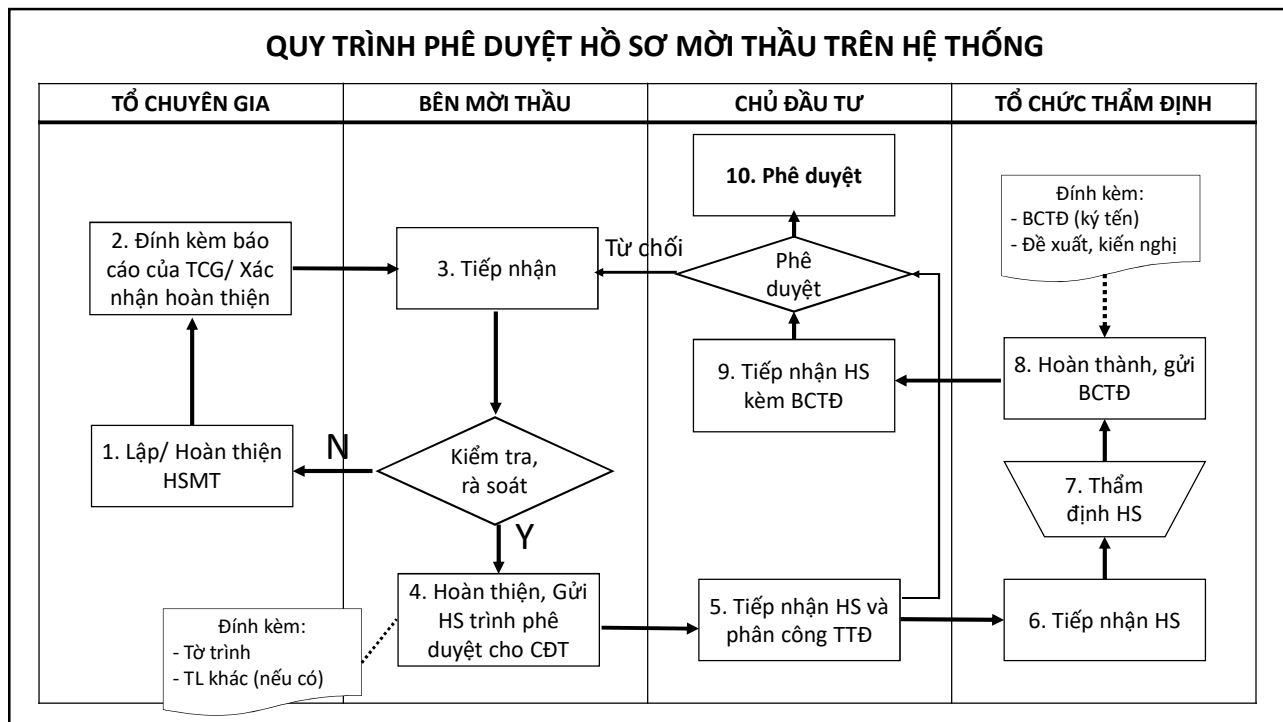 QUY TRÌNH PHÊ DUYỆT HỒ SƠ MỜI THẦU TRÊN HỆ THỐNG
TỔ CHUYÊN GIA
BÊN MỜI THẦU
CHỦ ĐẦU TƯ
TỔ CHỨC THẨM ĐỊNH
10. Phê duyệt
Đính kèm:
- BCTĐ (ký tến)
- Đề xuất, kiến nghị
2. Đính kèm báo
cáo của TCG/ Xác
nhận hoàn thiện
3. Tiếp nhận
Từ chối
Phê
duyệt
9. Tiếp nhận HS
kèm BCTĐ
8. Hoàn thành, gửi
BCTĐ
1. Lập/ Hoàn thiện
HSMT
N
Kiểm tra,
rà soát
Y
7. Thẩm
định HS
4. Hoàn thiện, Gửi
HS trình phê
duyệt cho CĐT
5. Tiếp nhận HS và
phân công TTĐ
6. Tiếp nhận HS
Đính kèm:
- Tờ trình
- TL khác (nếu có)